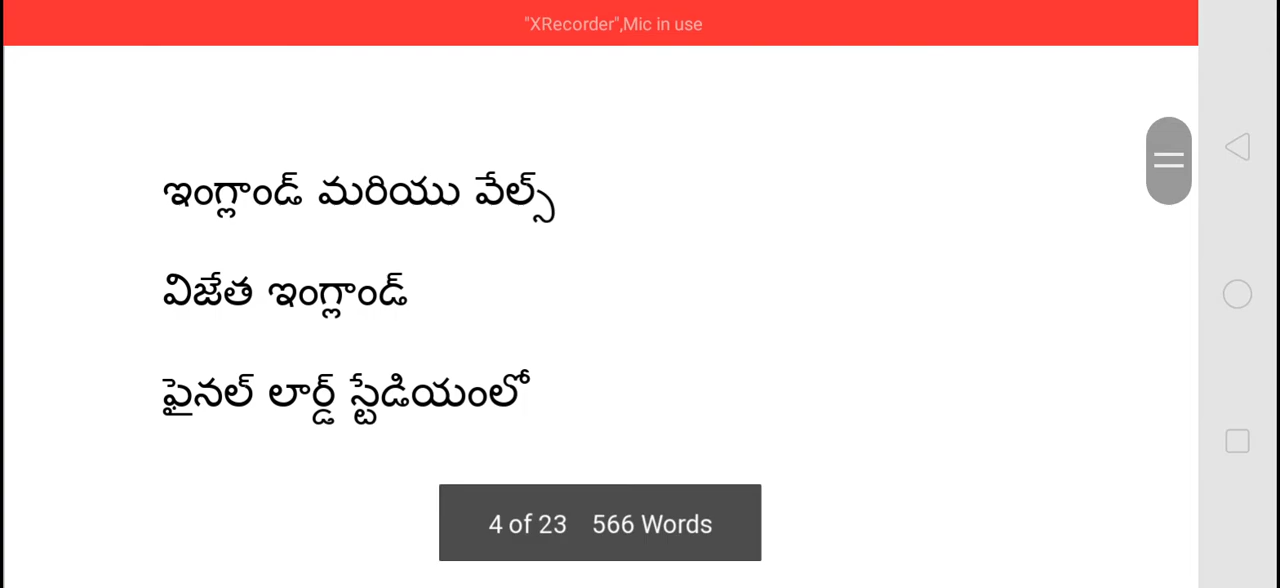 "XRecorder",Mic in use
ఇంగ్లాండ్ మరియు వేల్స్
విజేత ఇంగ్లాండ్
ఫైనల్ లార్డ్ స్టేడియంలో
4 of 23 566 Words